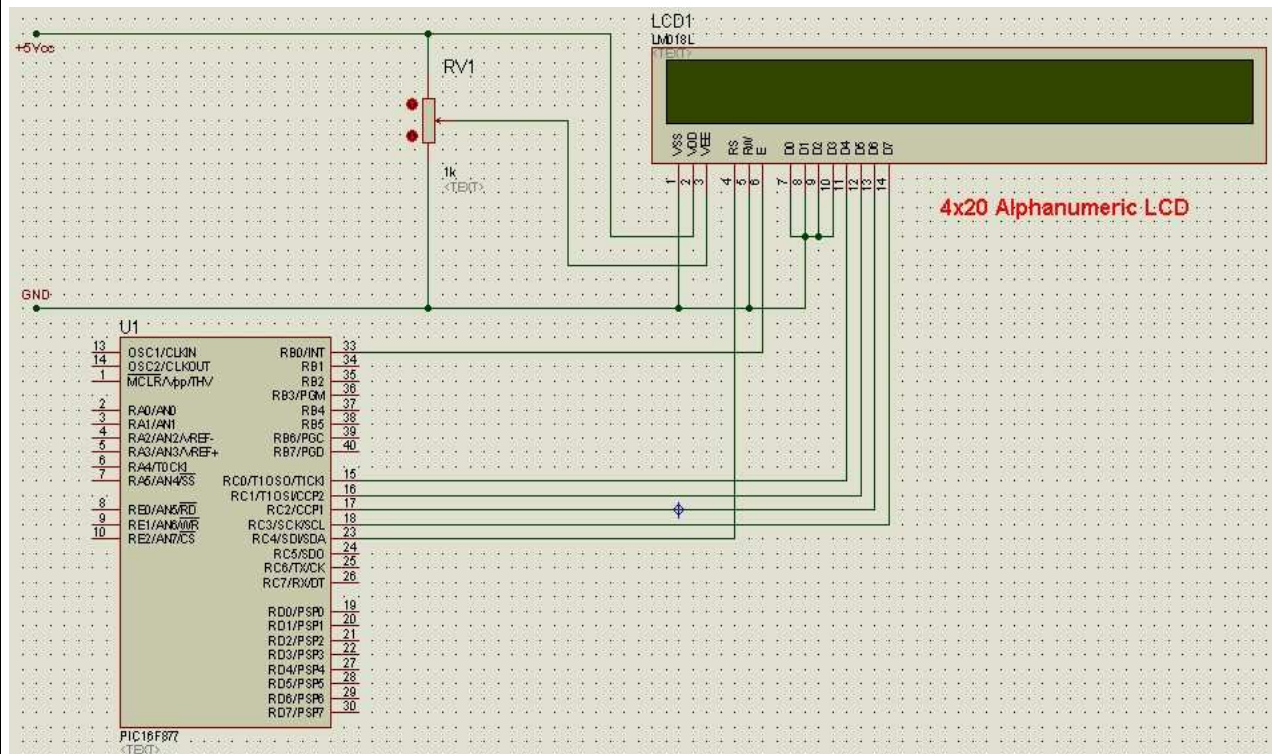 +5Vcc
RV1
1k
<TEXT>
LCD1
LM018L
<TEXT>
VSS
VDD
VEE
RS
RW
E
D0
D1
D2
D3
D4
D5
D6
D7
1
2
3
4
5
6
7
8
9
10
11
12
13
14
4x20 Alphanumeric LCD
GND
U1
13 OSC1/CLKIN
14 OSC2/CLKOUT
1 MCLR/Vpp/THV
2 RA0/AN0
3 RA1/AN1
4 RA2/AN2/VREF-
5 RA3/AN3/VREF+
6 RA4/T0CKI
7 RA5/AN4/SS
8 RE0/AN5/RD
9 RE1/AN6/WR
10 RE2/AN7/CS
RB0/INT 33
RB1 34
RB2 35
RB3/PGM 36
RB4 37
RB5 38
RB6/PGC 39
RB7/PGD 40
RC0/T1OSO/T1CKI 15
RC1/T1OSI/CCP2 16
RC2/CCP1 17
RC3/SCK/SCL 18
RC4/SDI/SDA 23
RC5/SDO 24
RC6/TX/CK 25
RC7/RX/DT 26
RD0/PSP0 19
RD1/PSP1 20
RD2/PSP2 21
RD3/PSP3 22
RD4/PSP4 27
RD5/PSP5 28
RD6/PSP6 29
RD7/PSP7 30
PIC16F877
<TEXT>